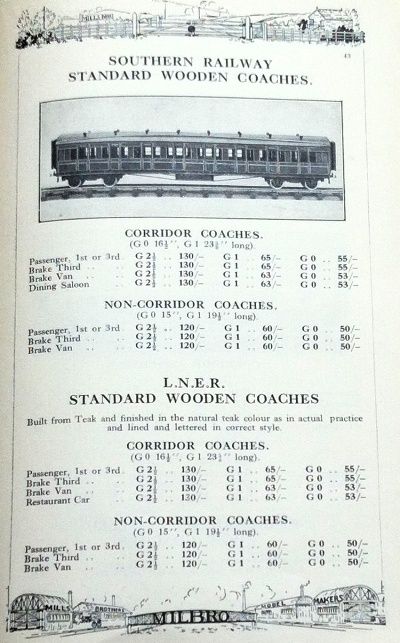 MILLS BRO
43
SOUTHERN RAILWAY
STANDARD WOODEN COACHES.
CORRIDOR COACHES.
(G 0 16½″, G 1 23¼″ long).
Passenger, 1st or 3rd. G 2½ .. 130/– G 1 .. 65/– G 0 .. 55/–
Brake Third .. .. G 2½ .. 130/– G 1 .. 65/– G 0 .. 55/–
Brake Van .. .. G 2½ .. 130/– G 1 .. 63/– G 0 .. 53/–
Dining Saloon .. G 2½ .. 130/– G 1 .. 63/– G 0 .. 53/–
NON-CORRIDOR COACHES.
(G 0 15″, G 1 19½″ long).
Passenger, 1st or 3rd. G 2½ .. 120/– G 1 .. 60/– G 0 .. 50/–
Brake Third .. .. G 2½ .. 120/– G 1 .. 60/– G 0 .. 50/–
Brake Van .. .. G 2½ .. 120/– G 1 .. 60/– G 0 .. 50/–
L.N.E.R.
STANDARD WOODEN COACHES
Built from Teak and finished in the natural teak colour as in actual practice
and lined and lettered in correct style.
CORRIDOR COACHES.
(G 0 16½″, G 1 23¼″ long).
Passenger, 1st or 3rd. G 2½ .. 130/– G 1 .. 65/– G 0 .. 55/–
Brake Third .. .. G 2½ .. 130/– G 1 .. 65/– G 0 .. 55/–
Brake Van .. .. G 2½ .. 130/– G 1 .. 63/– G 0 .. 53/–
Restaurant Car G 2½ .. 130/– G 1 .. 63/– G 0 .. 53/–
NON-CORRIDOR COACHES.
(G 0 15″, G 1 19½″ long).
Passenger, 1st or 3rd. G 2½ .. 120/– G 1 .. 60/– G 0 .. 50/–
Brake Third .. .. G 2½ .. 120/– G 1 .. 60/– G 0 .. 50/–
Brake Van .. .. G 2½ .. 120/– G 1 .. 60/– G 0 .. 50/–
MILLS BROTHERS MILBRO MODEL MAKERS